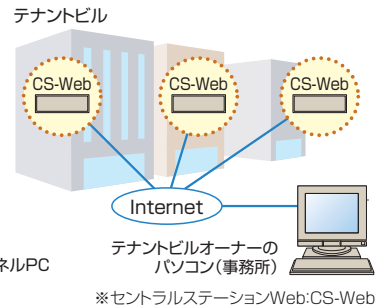 テナントビル
CS-Web
CS-Web
CS-Web
Internet
テナントビルオーナーの
パソコン(事務所)
ネルPC
※セントラルステーションWeb:CS-Web